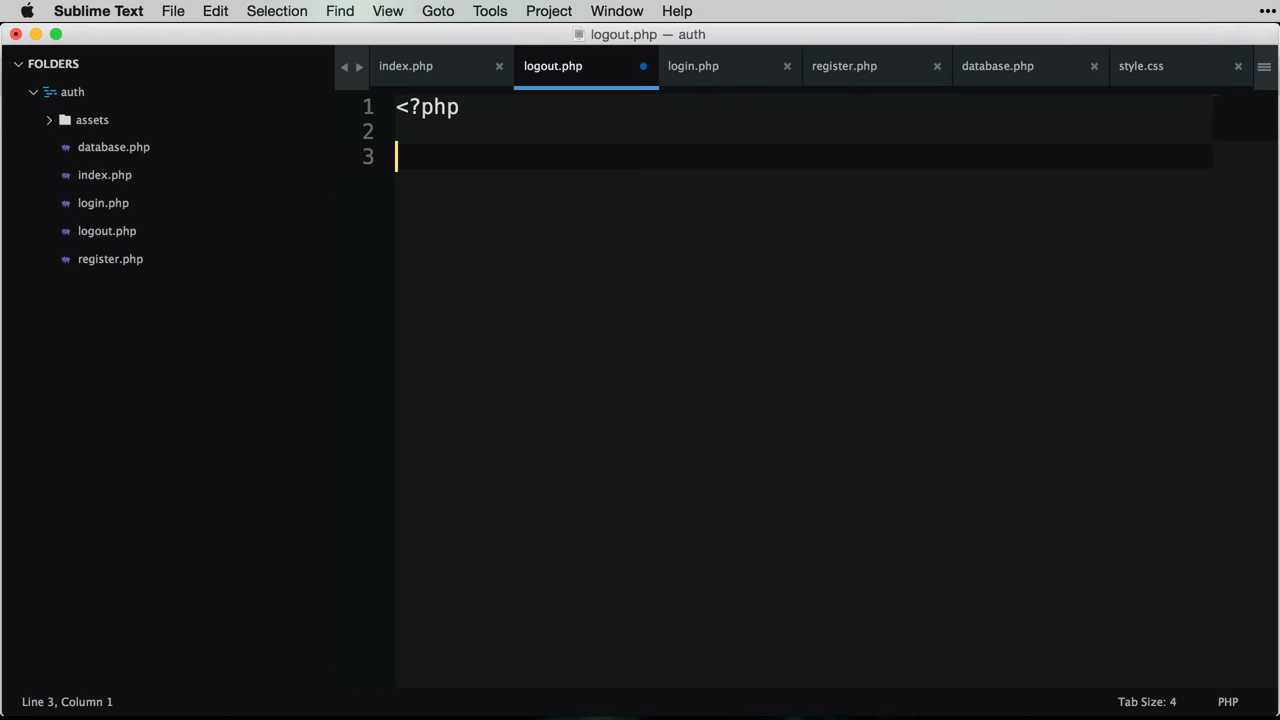 Sublime Text File Edit Selection Find View Goto Tools Project Window Help
logout.php — auth
FOLDERS
auth
assets
database.php
index.php
login.php
logout.php
register.php
index.php logout.php login.php register.php database.php style.css
1 <?php
2
3
Line 3, Column 1 Tab Size: 4 PHP